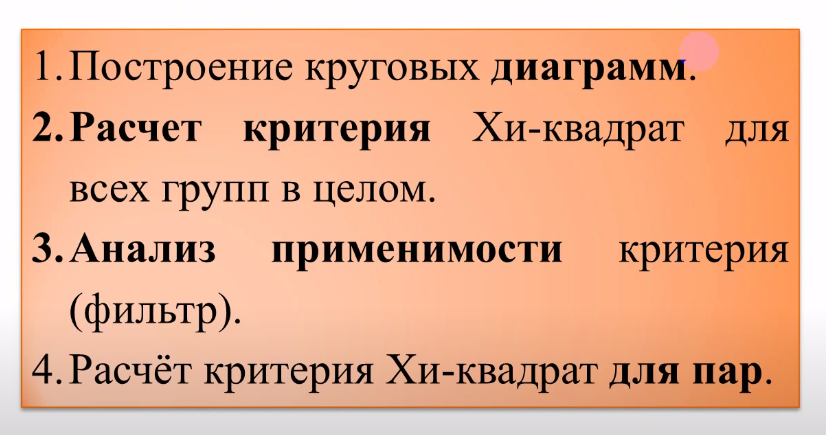 1. Построение круговых диаграмм.
2. Расчет критерия Хи-квадрат для
всех групп в целом.
3. Анализ применимости критерия
(фильтр).
4. Расчёт критерия Хи-квадрат для пар.